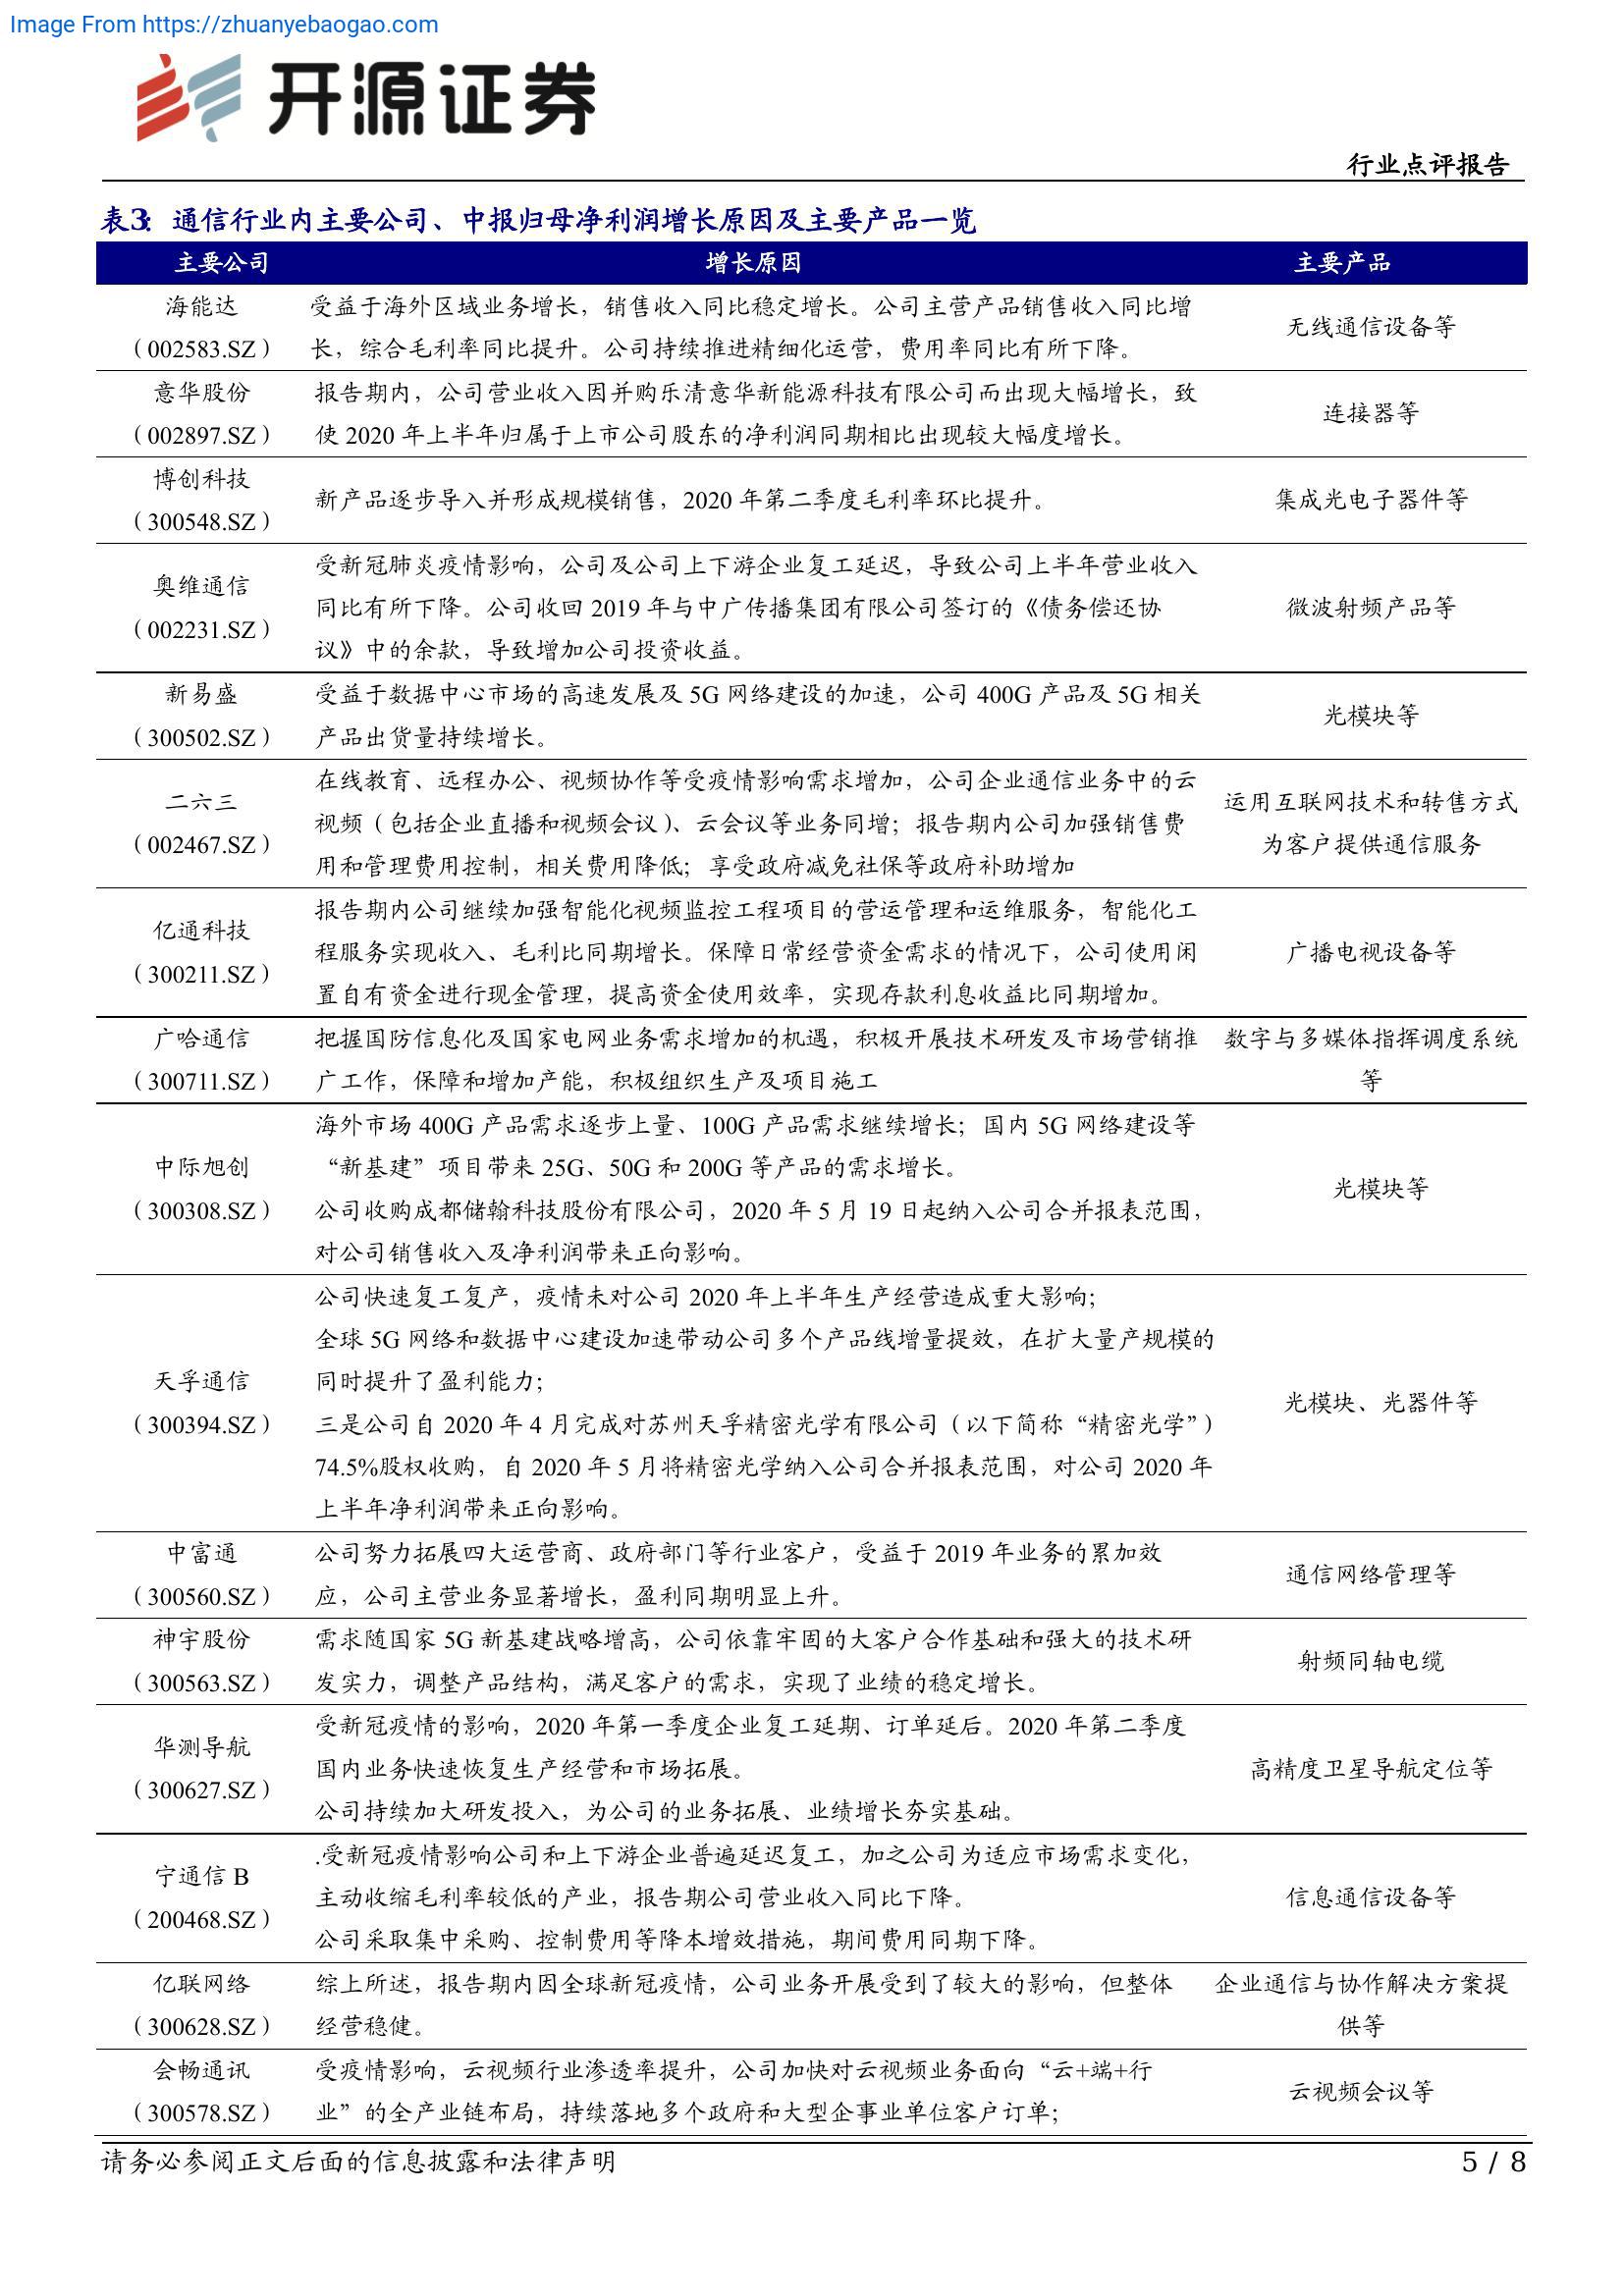 Image From https://zhuanyebaogao.com
开源证券
行业点评报告
表3：通信行业内主要公司、中报归母净利润增长原因及主要产品一览
主要公司 增长原因 主要产品
海能达
（002583.SZ）
受益于海外区域业务增长，销售收入同比稳定增长。公司主营产品销售收入同比增
长，综合毛利率同比提升。公司持续推进精细化运营，费用率同比有所下降。
无线通信设备等
意华股份
（002897.SZ）
报告期内，公司营业收入因并购乐清意华新能源科技有限公司而出现大幅增长，致
使 2020 年上半年归属于上市公司股东的净利润同期相比出现较大幅度增长。
连接器等
博创科技
（300548.SZ）
新产品逐步导入并形成规模销售，2020 年第二季度毛利率环比提升。
集成光电子器件等
奥维通信
（002231.SZ）
受新冠肺炎疫情影响，公司及公司上下游企业复工延迟，导致公司上半年营业收入
同比有所下降。公司收回 2019 年与中广传播集团有限公司签订的《债务偿还协
议》中的余款，导致增加公司投资收益。
微波射频产品等
新易盛
（300502.SZ）
受益于数据中心市场的高速发展及 5G 网络建设的加速，公司 400G 产品及 5G 相关
产品出货量持续增长。
光模块等
二六三
（002467.SZ）
在线教育、远程办公、视频协作等受疫情影响需求增加，公司企业通信业务中的云
视频（包括企业直播和视频会议）、云会议等业务同增；报告期内公司加强销售费
用和管理费用控制，相关费用降低；享受政府减免社保等政府补助增加
运用互联网技术和转售方式
为客户提供通信服务
亿通科技
（300211.SZ）
报告期内公司继续加强智能化视频监控工程项目的营运管理和运维服务，智能化工
程服务实现收入、毛利比同期增长。保障日常经营资金需求的情况下，公司使用闲
置自有资金进行现金管理，提高资金使用效率，实现存款利息收益比同期增加。
广播电视设备等
广哈通信
（300711.SZ）
把握国防信息化及国家电网业务需求增加的机遇，积极开展技术研发及市场营销推
广工作，保障和增加产能，积极组织生产及项目施工
数字与多媒体指挥调度系统
等
中际旭创
（300308.SZ）
海外市场 400G 产品需求逐步上量、100G 产品需求继续增长；国内 5G 网络建设等
“新基建”项目带来 25G、50G 和 200G 等产品的需求增长。
公司收购成都储翰科技股份有限公司，2020 年 5 月 19 日起纳入公司合并报表范围，
对公司销售收入及净利润带来正向影响。
光模块等
天孚通信
（300394.SZ）
公司快速复工复产，疫情未对公司 2020 年上半年生产经营造成重大影响；
全球 5G 网络和数据中心建设加速带动公司多个产品线增量提效，在扩大量产规模的
同时提升了盈利能力；
三是公司自 2020 年 4 月完成对苏州天孚精密光学有限公司（以下简称“精密光学”）
74.5%股权收购，自 2020 年 5 月将精密光学纳入公司合并报表范围，对公司 2020 年
上半年净利润带来正向影响。
光模块、光器件等
中富通
（300560.SZ）
公司努力拓展四大运营商、政府部门等行业客户，受益于 2019 年业务的累加效
应，公司主营业务显著增长，盈利同期明显上升。
通信网络管理等
神宇股份
（300563.SZ）
需求随国家 5G 新基建战略增高，公司依靠牢固的大客户合作基础和强大的技术研
发实力，调整产品结构，满足客户的需求，实现了业绩的稳定增长。
射频同轴电缆
华测导航
（300627.SZ）
受新冠疫情的影响，2020 年第一季度企业复工延期、订单延后。2020 年第二季度
国内业务快速恢复生产经营和市场拓展。
公司持续加大研发投入，为公司的业务拓展、业绩增长夯实基础。
高精度卫星导航定位等
宁通信 B
（200468.SZ）
.受新冠疫情影响公司和上下游企业普遍延迟复工，加之公司为适应市场需求变化，
主动收缩毛利率较低的产业，报告期公司营业收入同比下降。
公司采取集中采购、控制费用等降本增效措施，期间费用同期下降。
信息通信设备等
亿联网络
（300628.SZ）
综上所述，报告期内因全球新冠疫情，公司业务开展受到了较大的影响，但整体
经营稳健。
企业通信与协作解决方案提
供等
会畅通讯
（300578.SZ）
受疫情影响，云视频行业渗透率提升，公司加快对云视频业务面向“云+端+行
业”的全产业链布局，持续落地多个政府和大型企事业单位客户订单；
云视频会议等
请务必参阅正文后面的信息披露和法律声明
5 / 8